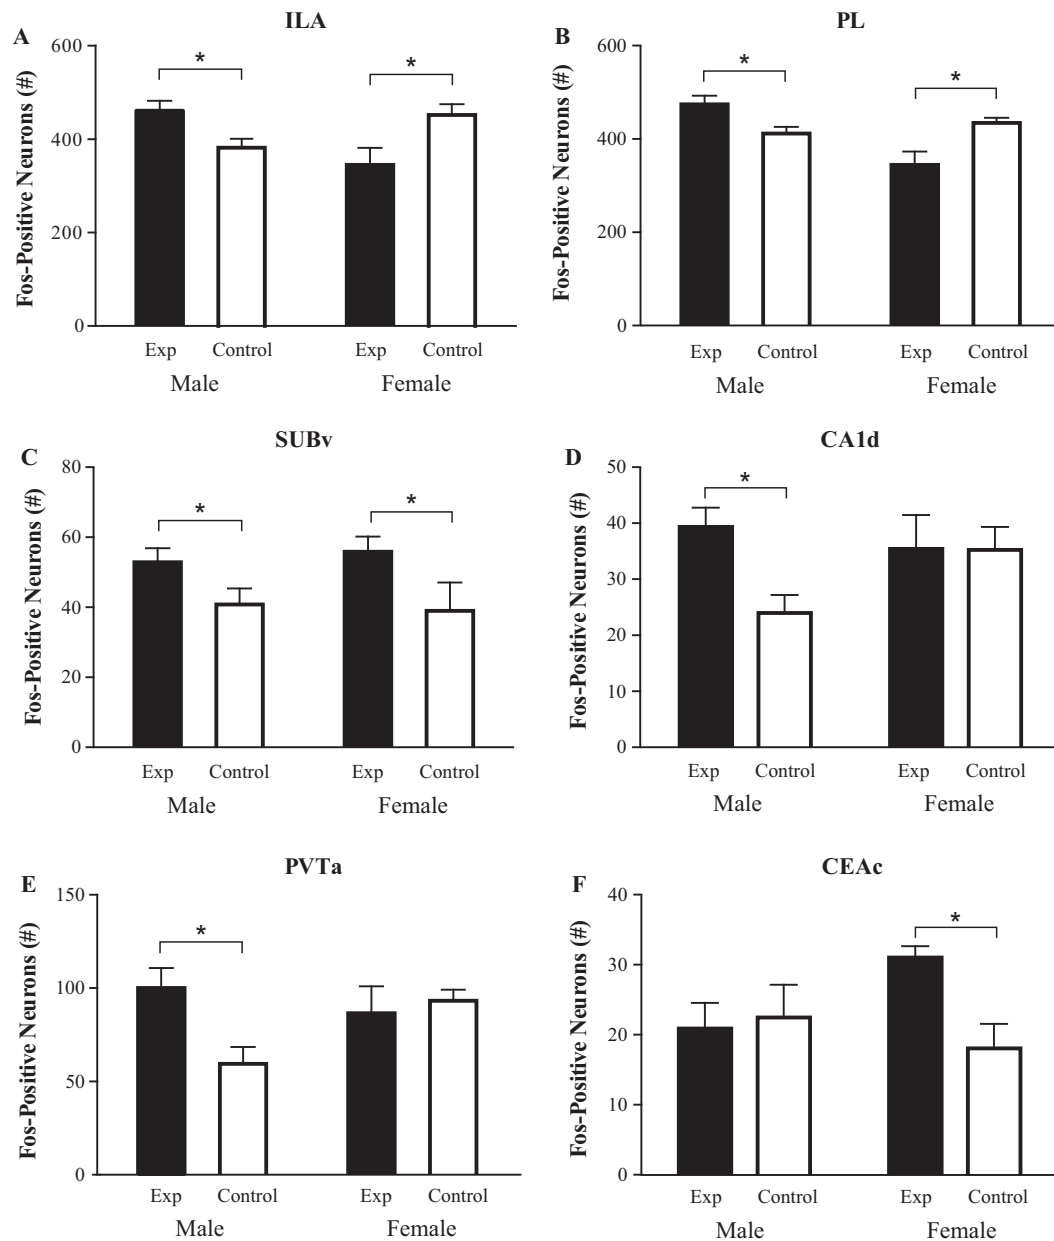 A
ILA
Fos-Positive Neurons (#)
600
400
200
0
*
*
Exp Control Exp Control
Male Female
B
PL
Fos-Positive Neurons (#)
600
400
200
0
*
*
Exp Control Exp Control
Male Female
C
SUBv
Fos-Positive Neurons (#)
80
60
40
20
0
*
*
Exp Control Exp Control
Male Female
D
CA1d
Fos-Positive Neurons (#)
50
40
30
20
10
0
*
Exp Control Exp Control
Male Female
E
PVTa
Fos-Positive Neurons (#)
150
100
50
0
*
Exp Control Exp Control
Male Female
F
CEAc
Fos-Positive Neurons (#)
40
30
20
10
0
*
Exp Control Exp Control
Male Female